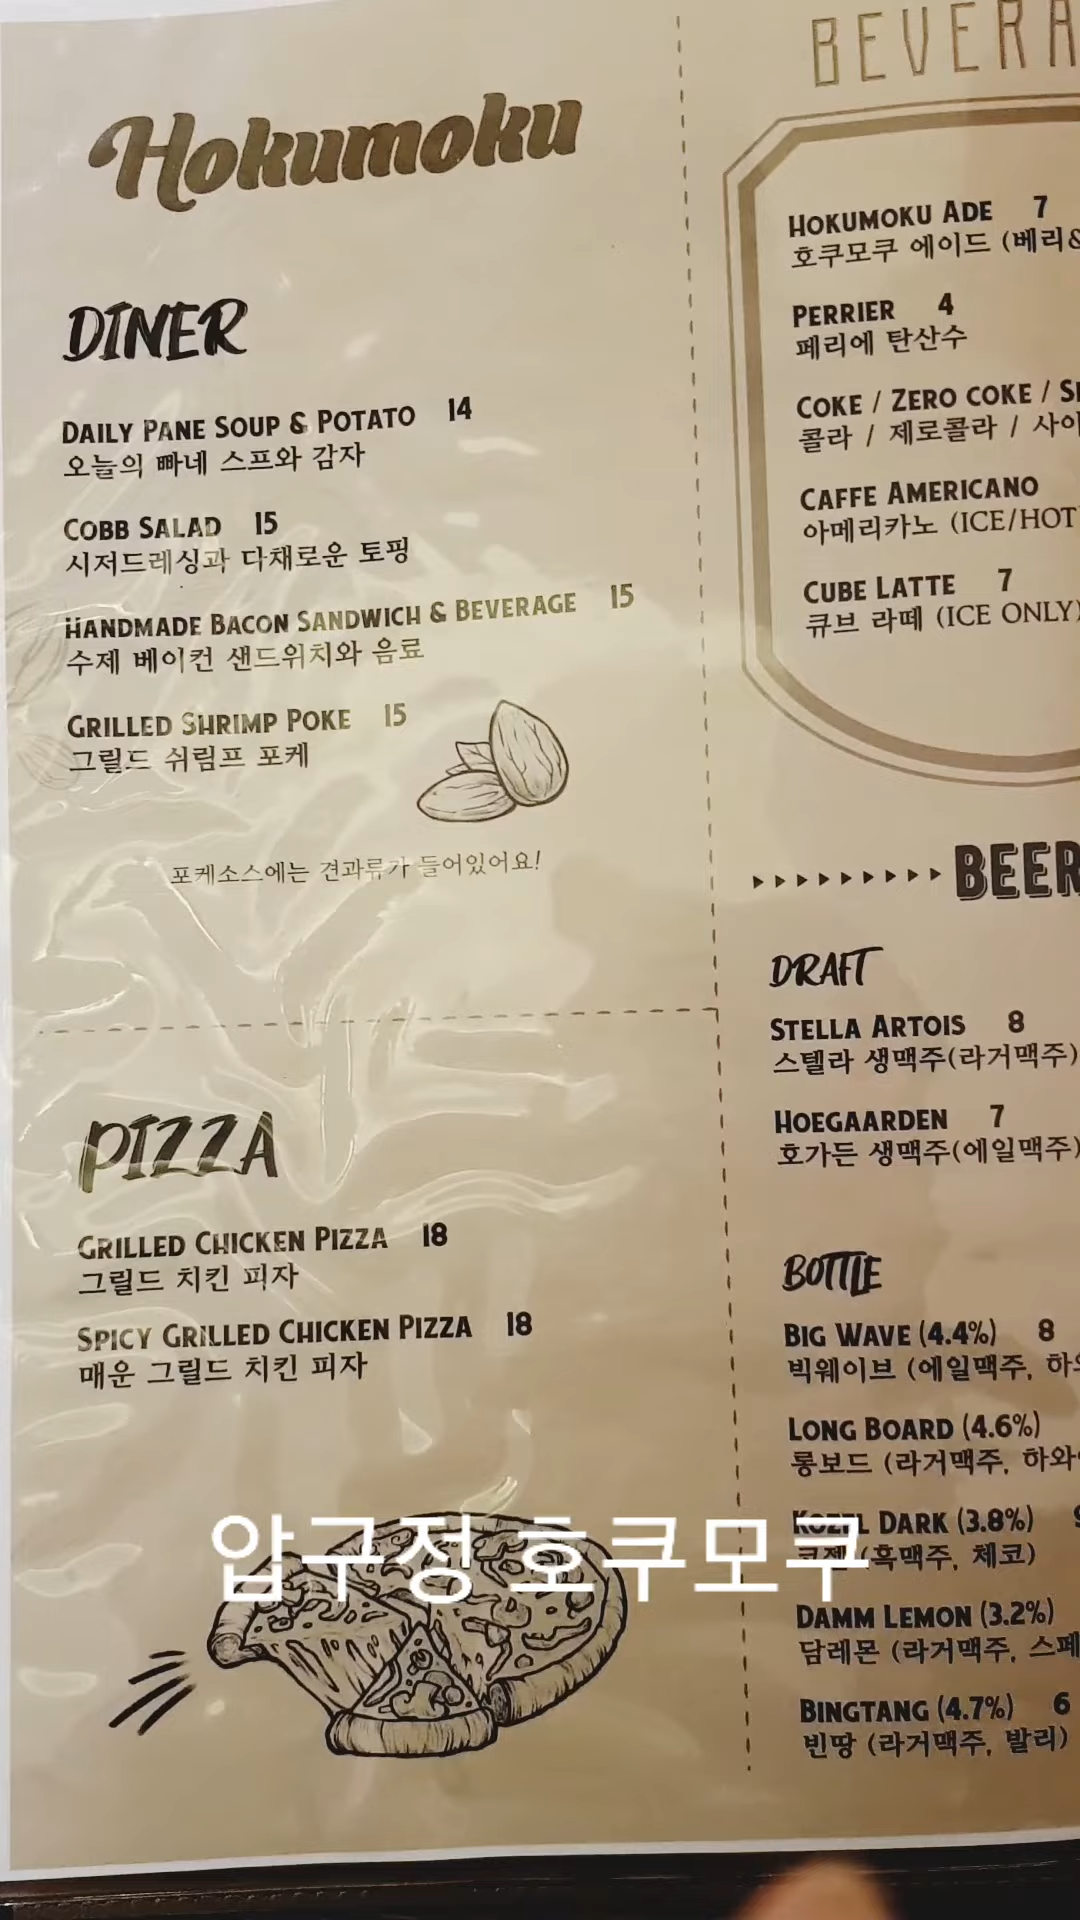 Hokumoku
DINER
DAILY PANE SOUP & POTATO 14
오늘의 빠네 스프와 감자
COBB SALAD 15
시저드레싱과 다채로운 토핑
HANDMADE BACON SANDWICH & BEVERAGE 15
수제 베이컨 샌드위치와 음료
GRILLED SHRIMP POKE 15
그릴드 쉬림프 포케
포케소스에는 견과류가 들어있어요!
PIZZA
GRILLED CHICKEN PIZZA 18
그릴드 치킨 피자
SPICY GRILLED CHICKEN PIZZA 18
매운 그릴드 치킨 피자
BEVERA
HOKUMOKU ADE 7
호쿠모쿠 에이드 (베리&
PERRIER 4
페리에 탄산수
COKE / ZERO COKE /
콜라 / 제로콜라 / 사이
CAFFE AMERICANO
아메리카노 (ICE/HOT
CUBE LATTE 7
큐브 라떼 (ICE ONLY)
BEER
DRAFT
STELLA ARTOIS 8
스텔라 생맥주(라거맥주)
HOEGAARDEN 7
호가든 생맥주(에일맥주)
BOTTLE
BIG WAVE (4.4%) 8
빅웨이브 (에일맥주, 하와
LONG BOARD (4.6%)
롱보드 (라거맥주, 하와
KOZEL DARK (3.8%)
코젤 (흑맥주, 체코)
DAMM LEMON (3.2%)
담레몬 (라거맥주, 스페
BINGTANG (4.7%) 6
빈땅 (라거맥주, 발리)
압구정 호쿠모쿠